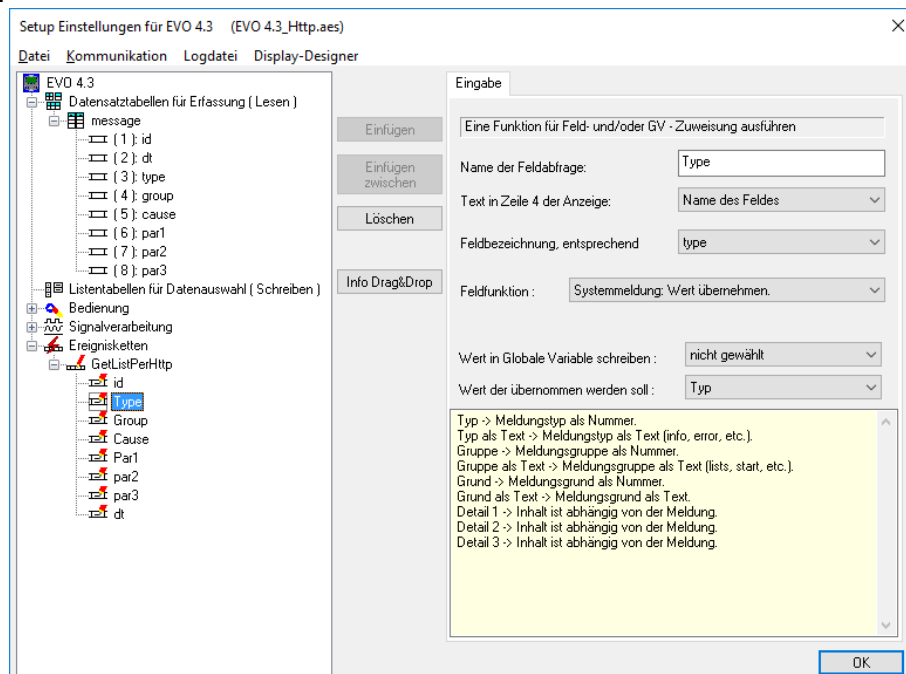 Setup Einstellungen für EVO 4.3 (EVO 4.3_Http.aes)
Datei Kommunikation Logdatei Display-Designer
EVO 4.3
Datensatztabellen für Erfassung ( Lesen )
message
( 1 ): id
( 2 ): dt
( 3 ): type
( 4 ): group
( 5 ): cause
( 6 ): par1
( 7 ): par2
( 8 ): par3
Listentabellen für Datenauswahl ( Schreiben )
Bedienung
Signalverarbeitung
Ereignisketten
GetListPerHttp
id
Type
Group
Cause
Par1
par2
par3
dt
Einfügen
Einfügen
zwischen
Löschen
Info Drag&Drop
Eingabe
Eine Funktion für Feld- und/oder GV - Zuweisung ausführen
Name der Feldabfrage: Type
Text in Zeile 4 der Anzeige: Name des Feldes
Feldbezeichnung, entsprechend type
Feldfunktion : Systemmeldung: Wert übernehmen.
Wert in Globale Variable schreiben : nicht gewählt
Wert der übernommen werden soll : Typ
Typ -> Meldungstyp als Nummer.
Typ als Text -> Meldungstyp als Text (info, error, etc.).
Gruppe -> Meldungsgruppe als Nummer.
Gruppe als Text -> Meldungsgruppe als Text (lists, start, etc.).
Grund -> Meldungsgrund als Nummer.
Grund als Text -> Meldungsgrund als Text.
Detail 1 -> Inhalt ist abhängig von der Meldung.
Detail 2 -> Inhalt ist abhängig von der Meldung.
Detail 3 -> Inhalt ist abhängig von der Meldung.
OK